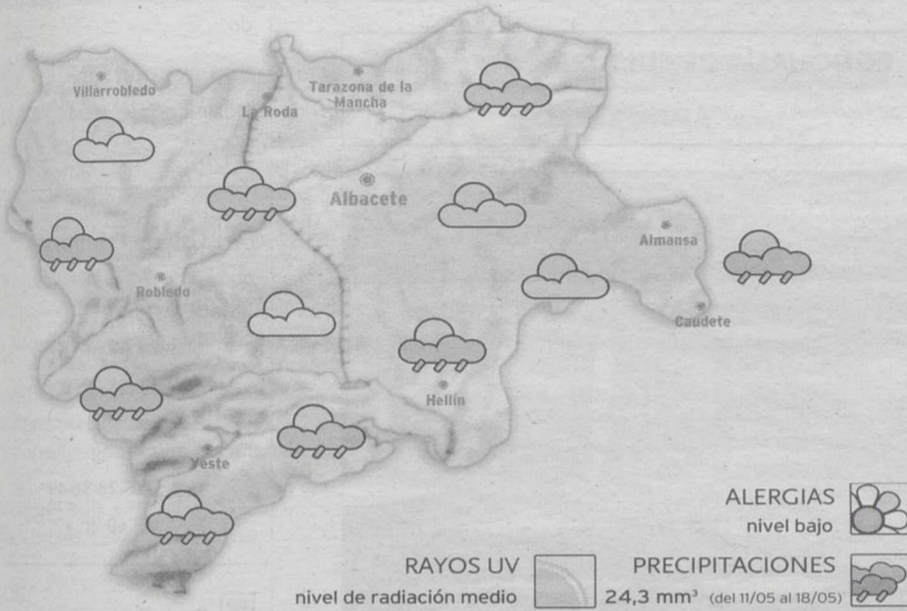 Villarrobledo
Tarazona de la
Mancha
La Roda
Albacete
Almansa
Robledo
Caudete
Hellín
Yeste
ALERGIAS
nivel bajo
RAYOS UV
nivel de radiación medio
PRECIPITACIONES
24,3 mm³ (del 11/05 al 18/05)